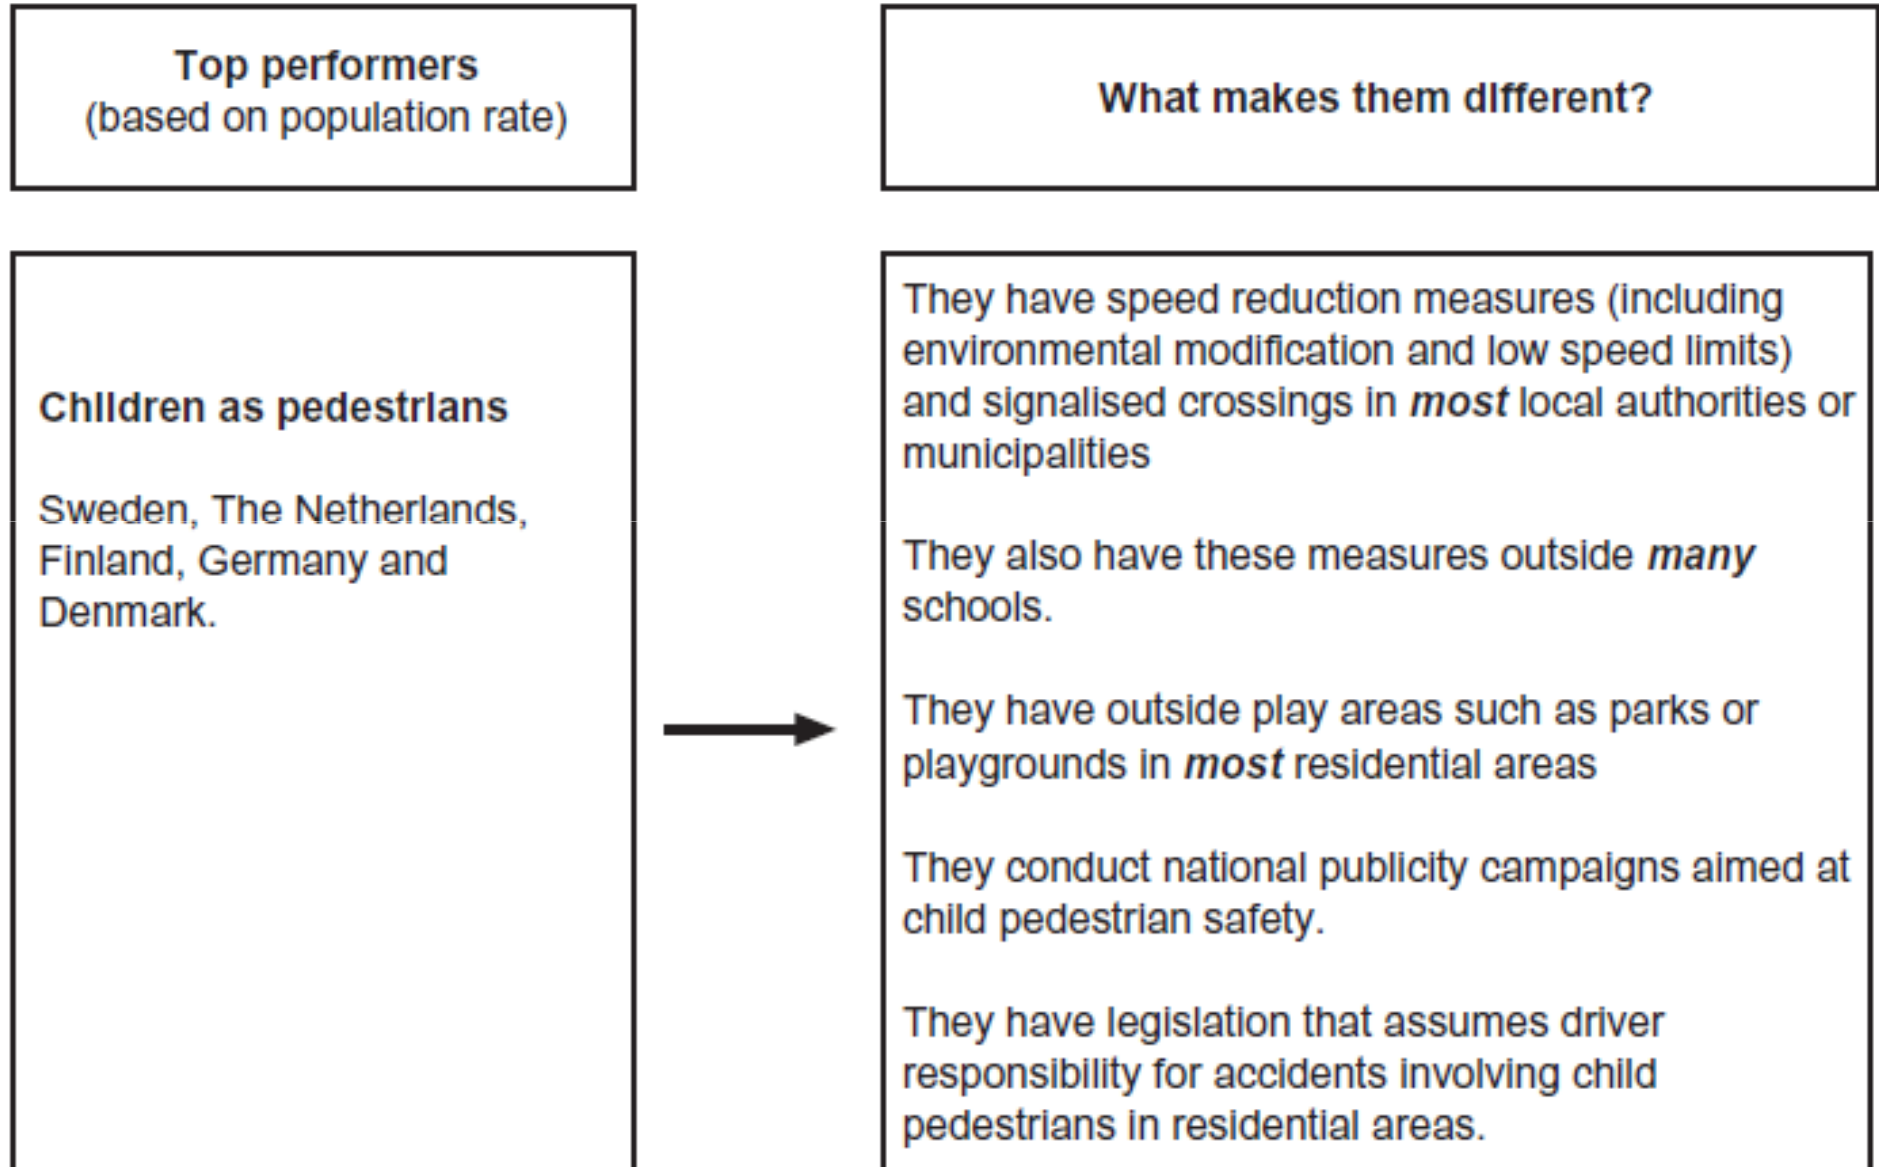 Top performers
(based on population rate)
What makes them different?
Children as pedestrians
Sweden, The Netherlands,
Finland, Germany and
Denmark.
They have speed reduction measures (including
environmental modification and low speed limits)
and signalised crossings in most local authorities or
municipalities
They also have these measures outside many
schools.
They have outside play areas such as parks or
playgrounds in most residential areas
They conduct national publicity campaigns aimed at
child pedestrian safety.
They have legislation that assumes driver
responsibility for accidents involving child
pedestrians in residential areas.